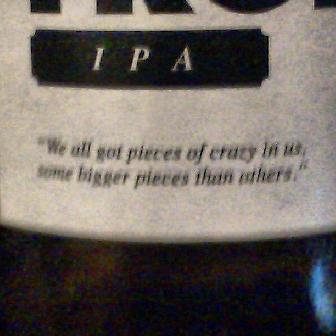 IPA
"We all got pieces of crazy in us,
some bigger pieces than others."